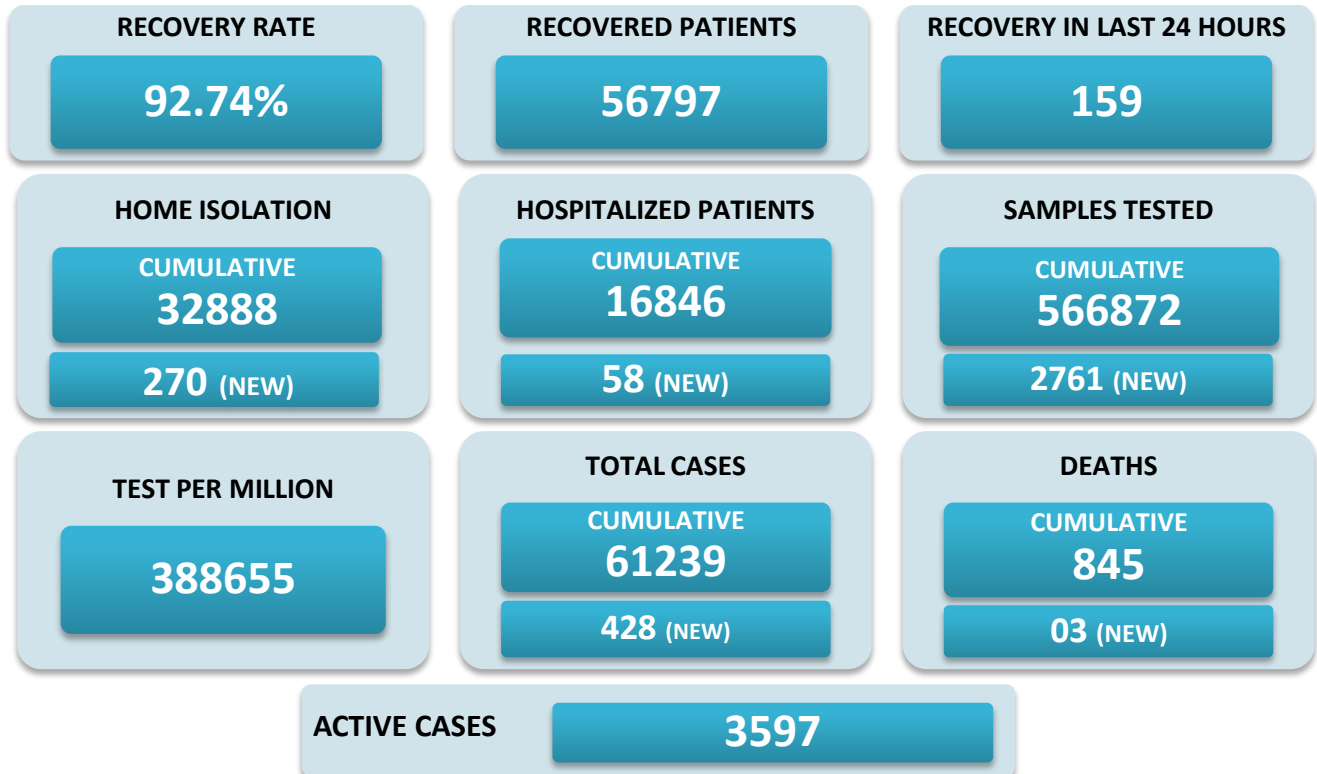 RECOVERY RATE
92.74%
RECOVERED PATIENTS
56797
RECOVERY IN LAST 24 HOURS
159
HOME ISOLATION
CUMULATIVE
32888
270 (NEW)
HOSPITALIZED PATIENTS
CUMULATIVE
16846
58 (NEW)
SAMPLES TESTED
CUMULATIVE
566872
2761 (NEW)
TEST PER MILLION
388655
TOTAL CASES
CUMULATIVE
61239
428 (NEW)
DEATHS
CUMULATIVE
845
03 (NEW)
ACTIVE CASES
3597